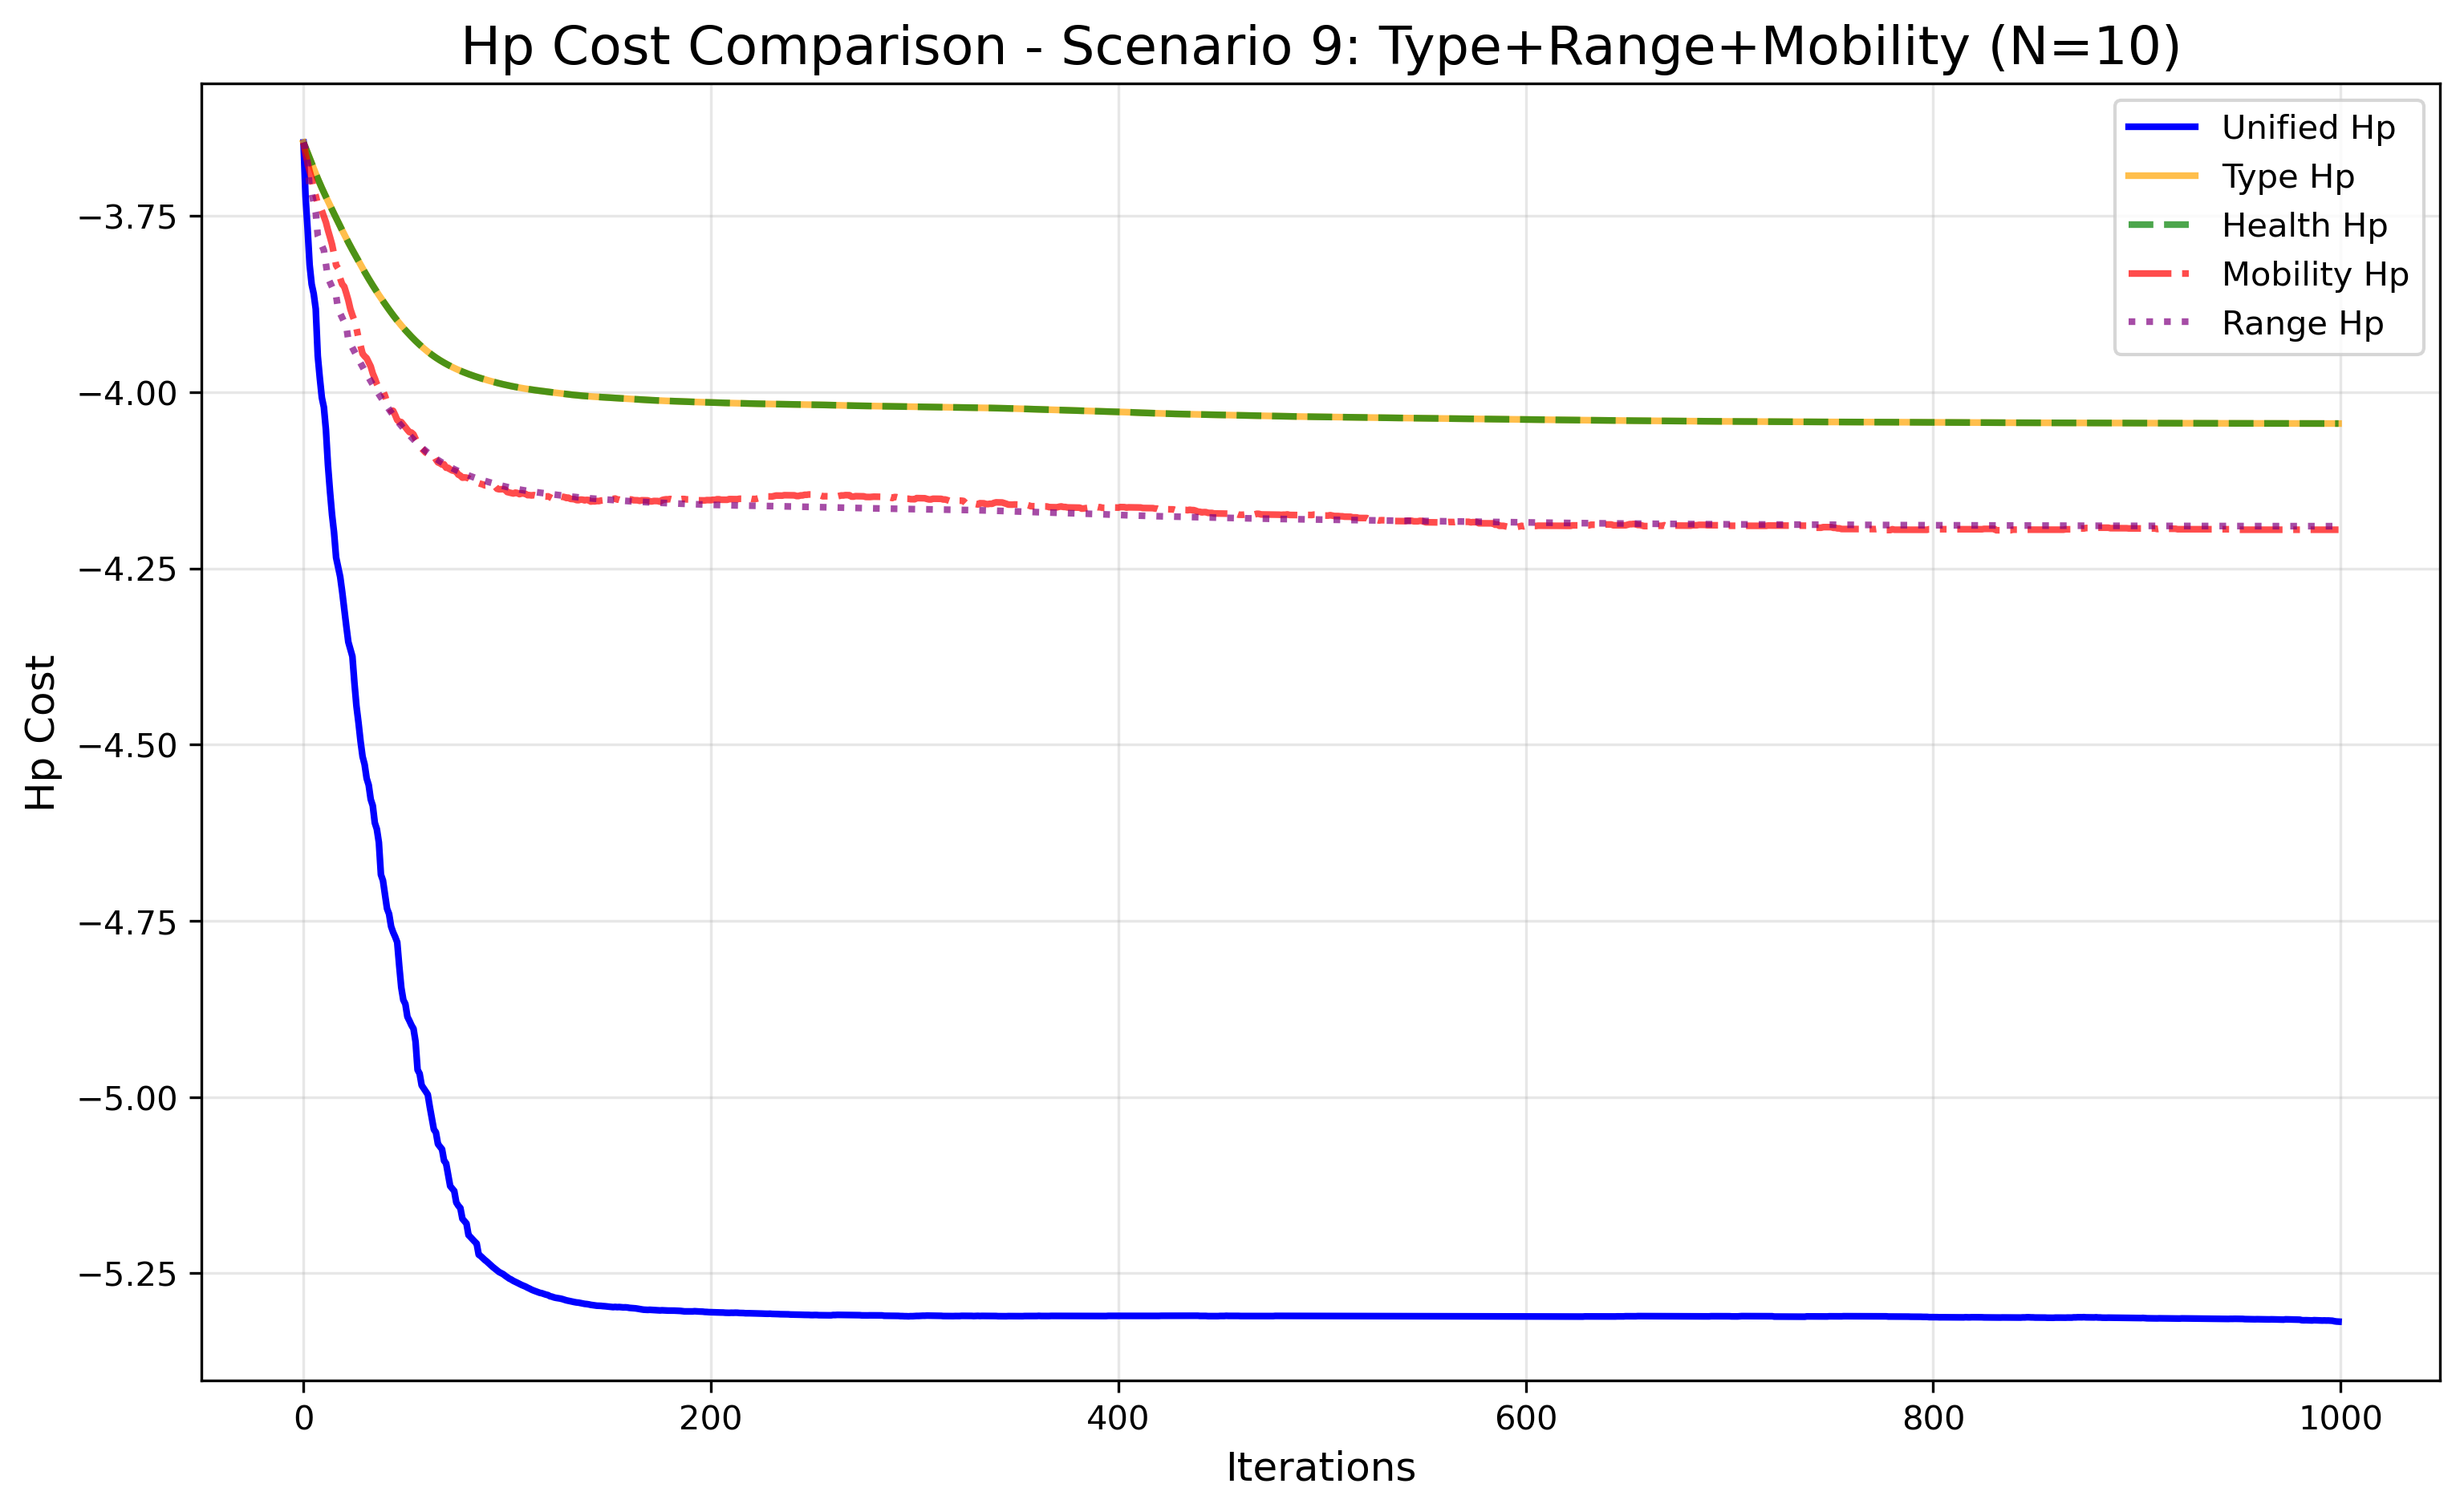 Hp Cost Comparison - Scenario 9: Type+Range+Mobility (N=10)
Unified Hp
Type Hp
Health Hp
Mobility Hp
Range Hp
Hp Cost
−3.75
−4.00
−4.25
−4.50
−4.75
−5.00
−5.25
0 200 400 600 800 1000
Iterations